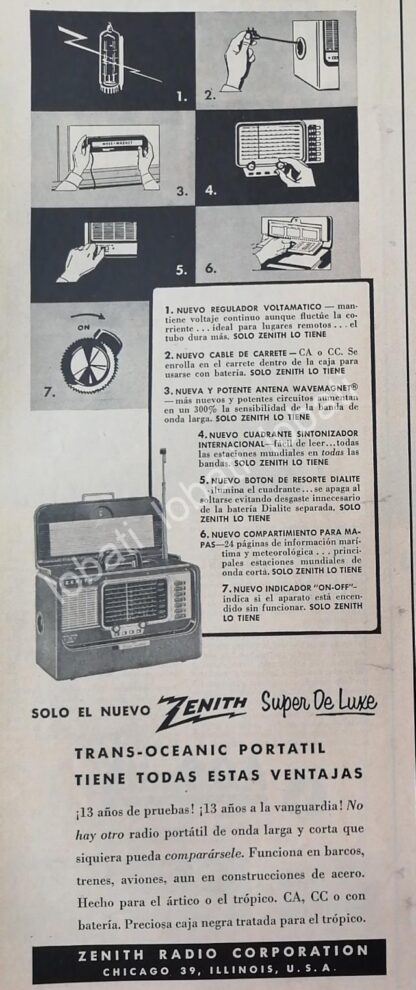 1.
2.
WAVE-MAGNET
3.
4.
5.
6.
ON
7.
1. NUEVO REGULADOR VOLTAMATICO — man-
tiene voltaje continuo aunque fluctúe la co-
rriente . . . ideal para lugares remotos . . . el
tubo dura más. SOLO ZENITH LO TIENE
2. NUEVO CABLE DE CARRETE — CA o CC. Se
enrolla en el carrete dentro de la caja para
usarse con batería. SOLO ZENITH LO TIENE
3. NUEVA Y POTENTE ANTENA WAVEMAGNET®
— más nuevos y potentes circuitos aumentan
en un 300% la sensibilidad de la banda de
onda larga. SOLO ZENITH LO TIENE
4. NUEVO CUADRANTE SINTONIZADOR
INTERNACIONAL — fácil de leer...todas
las estaciones mundiales en todas las
bandas. SOLO ZENITH LO TIENE
5. NUEVO BOTON DE RESORTE DIALITE
— ilumina el cuadrante...se apaga al
soltarse evitando desgaste innecesario
de la batería Dialite separada. SOLO
ZENITH LO TIENE
6. NUEVO COMPARTIMIENTO PARA MA-
PAS—24 páginas de información marí-
tima y meteorológica . . . princi-
pales estaciones mundiales de
onda corta. SOLO ZENITH LO TIENE
7. NUEVO INDICADOR "ON-OFF"-
indica si el aparato está encen-
dido sin funcionar. SOLO ZENITH
LO TIENE
lobati lobati lobati
SOLO EL NUEVO ZENITH Super De Luxe
TRANS-OCEANIC PORTATIL
TIENE TODAS ESTAS VENTAJAS
¡13 años de pruebas! ¡13 años a la vanguardia! No
hay otro radio portátil de onda larga y corta que
siquiera pueda comparársele. Funciona en barcos,
trenes, aviones, aun en construcciones de acero.
Hecho para el ártico o el trópico. CA, CC o con
batería. Preciosa caja negra tratada para el trópico.
ZENITH RADIO CORPORATION
CHICAGO 39, ILLINOIS, U.S.A.